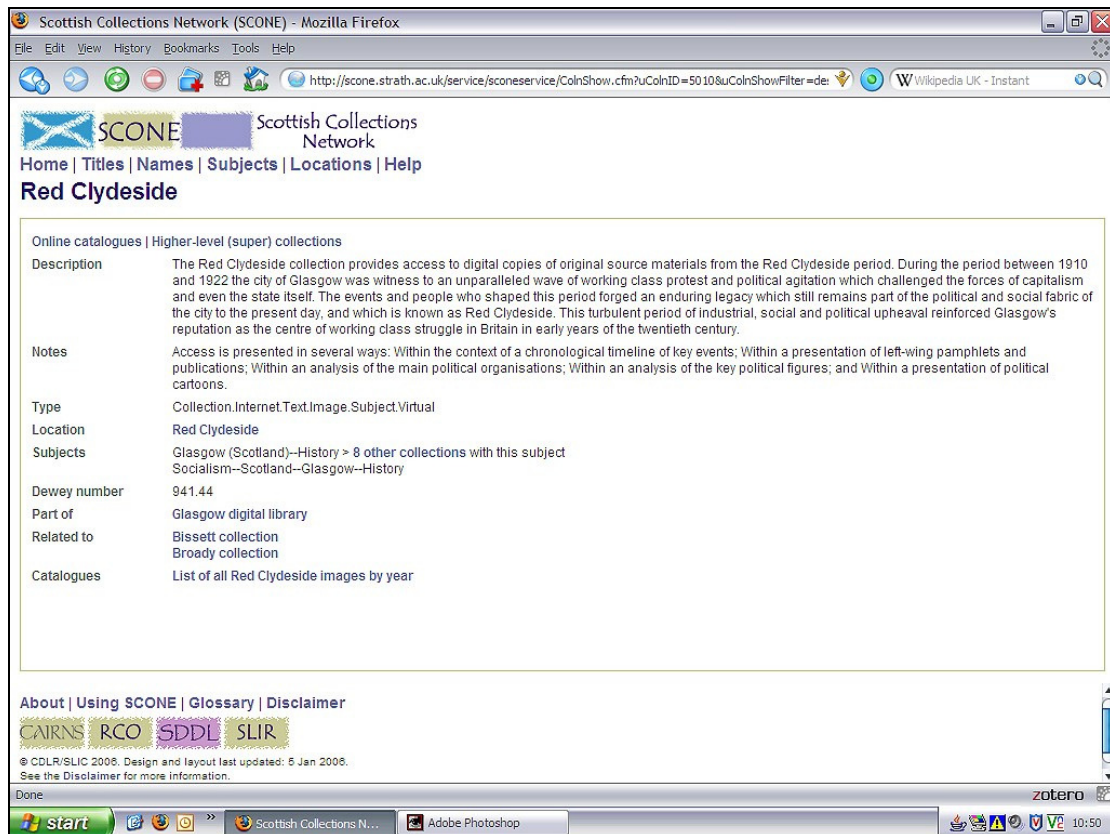 Scottish Collections Network (SCONE) - Mozilla Firefox
File Edit View History Bookmarks Tools Help
http://scone.strath.ac.uk/service/sconeservice/ColnShow.cfm?uColnID=5010&uColnShowFilter=de: W Wikipedia UK - Instant
SCONE Scottish Collections
Network
Home | Titles | Names | Subjects | Locations | Help
Red Clydeside
Online catalogues | Higher-level (super) collections
Description The Red Clydeside collection provides access to digital copies of original source materials from the Red Clydeside period. During the period between 1910
and 1922 the city of Glasgow was witness to an unparalleled wave of working class protest and political agitation which challenged the forces of capitalism
and even the state itself. The events and people who shaped this period forged an enduring legacy which still remains part of the political and social fabric of
the city to the present day, and which is known as Red Clydeside. This turbulent period of industrial, social and political upheaval reinforced Glasgow's
reputation as the centre of working class struggle in Britain in early years of the twentieth century.
Notes Access is presented in several ways: Within the context of a chronological timeline of key events; Within a presentation of left-wing pamphlets and
publications; Within an analysis of the main political organisations; Within an analysis of the key political figures; and Within a presentation of political
cartoons.
Type Collection.Internet.Text.Image.Subject.Virtual
Location Red Clydeside
Subjects Glasgow (Scotland)--History > 8 other collections with this subject
Socialism--Scotland--Glasgow--History
Dewey number 941.44
Part of Glasgow digital library
Related to Bissett collection
Broady collection
Catalogues List of all Red Clydeside images by year
About | Using SCONE | Glossary | Disclaimer
CAIRNS RCO SDDL SLIR
© CDLR/SLIC 2006. Design and layout last updated: 5 Jan 2006.
See the Disclaimer for more information.
Done zotero
start » Scottish Collections N... Adobe Photoshop 10:50